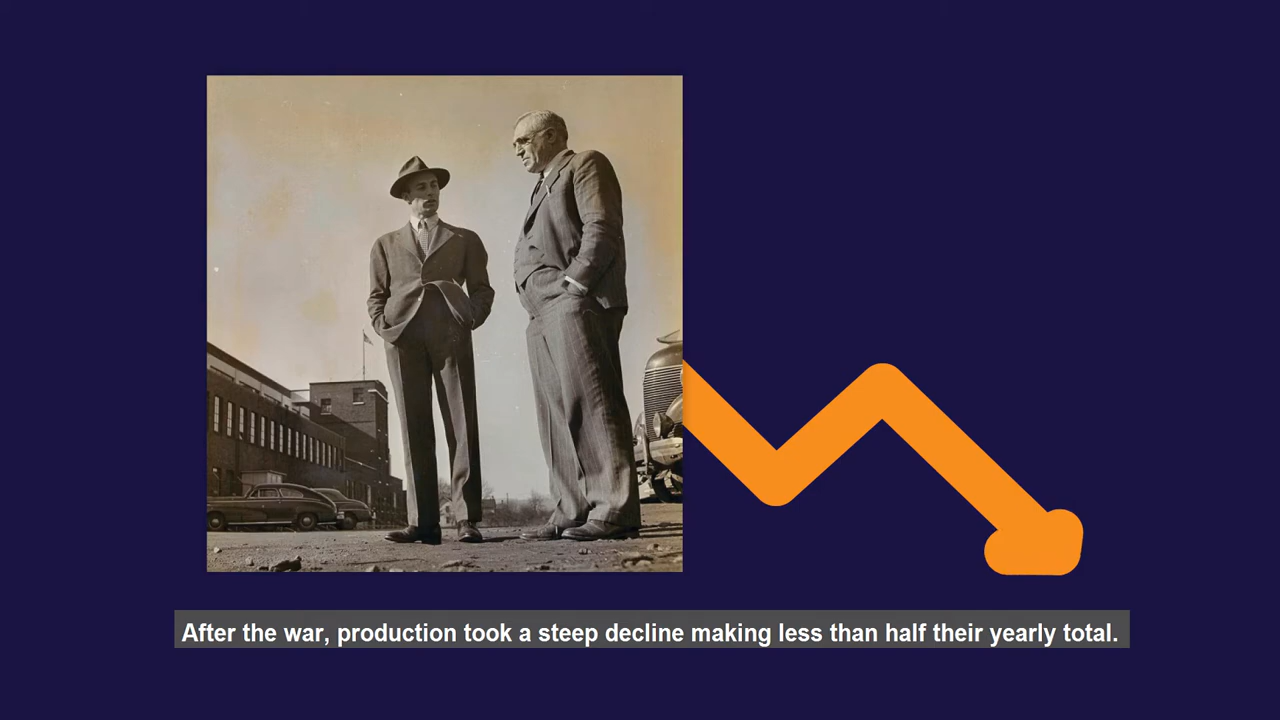 After the war, production took a steep decline making less than half their yearly total.